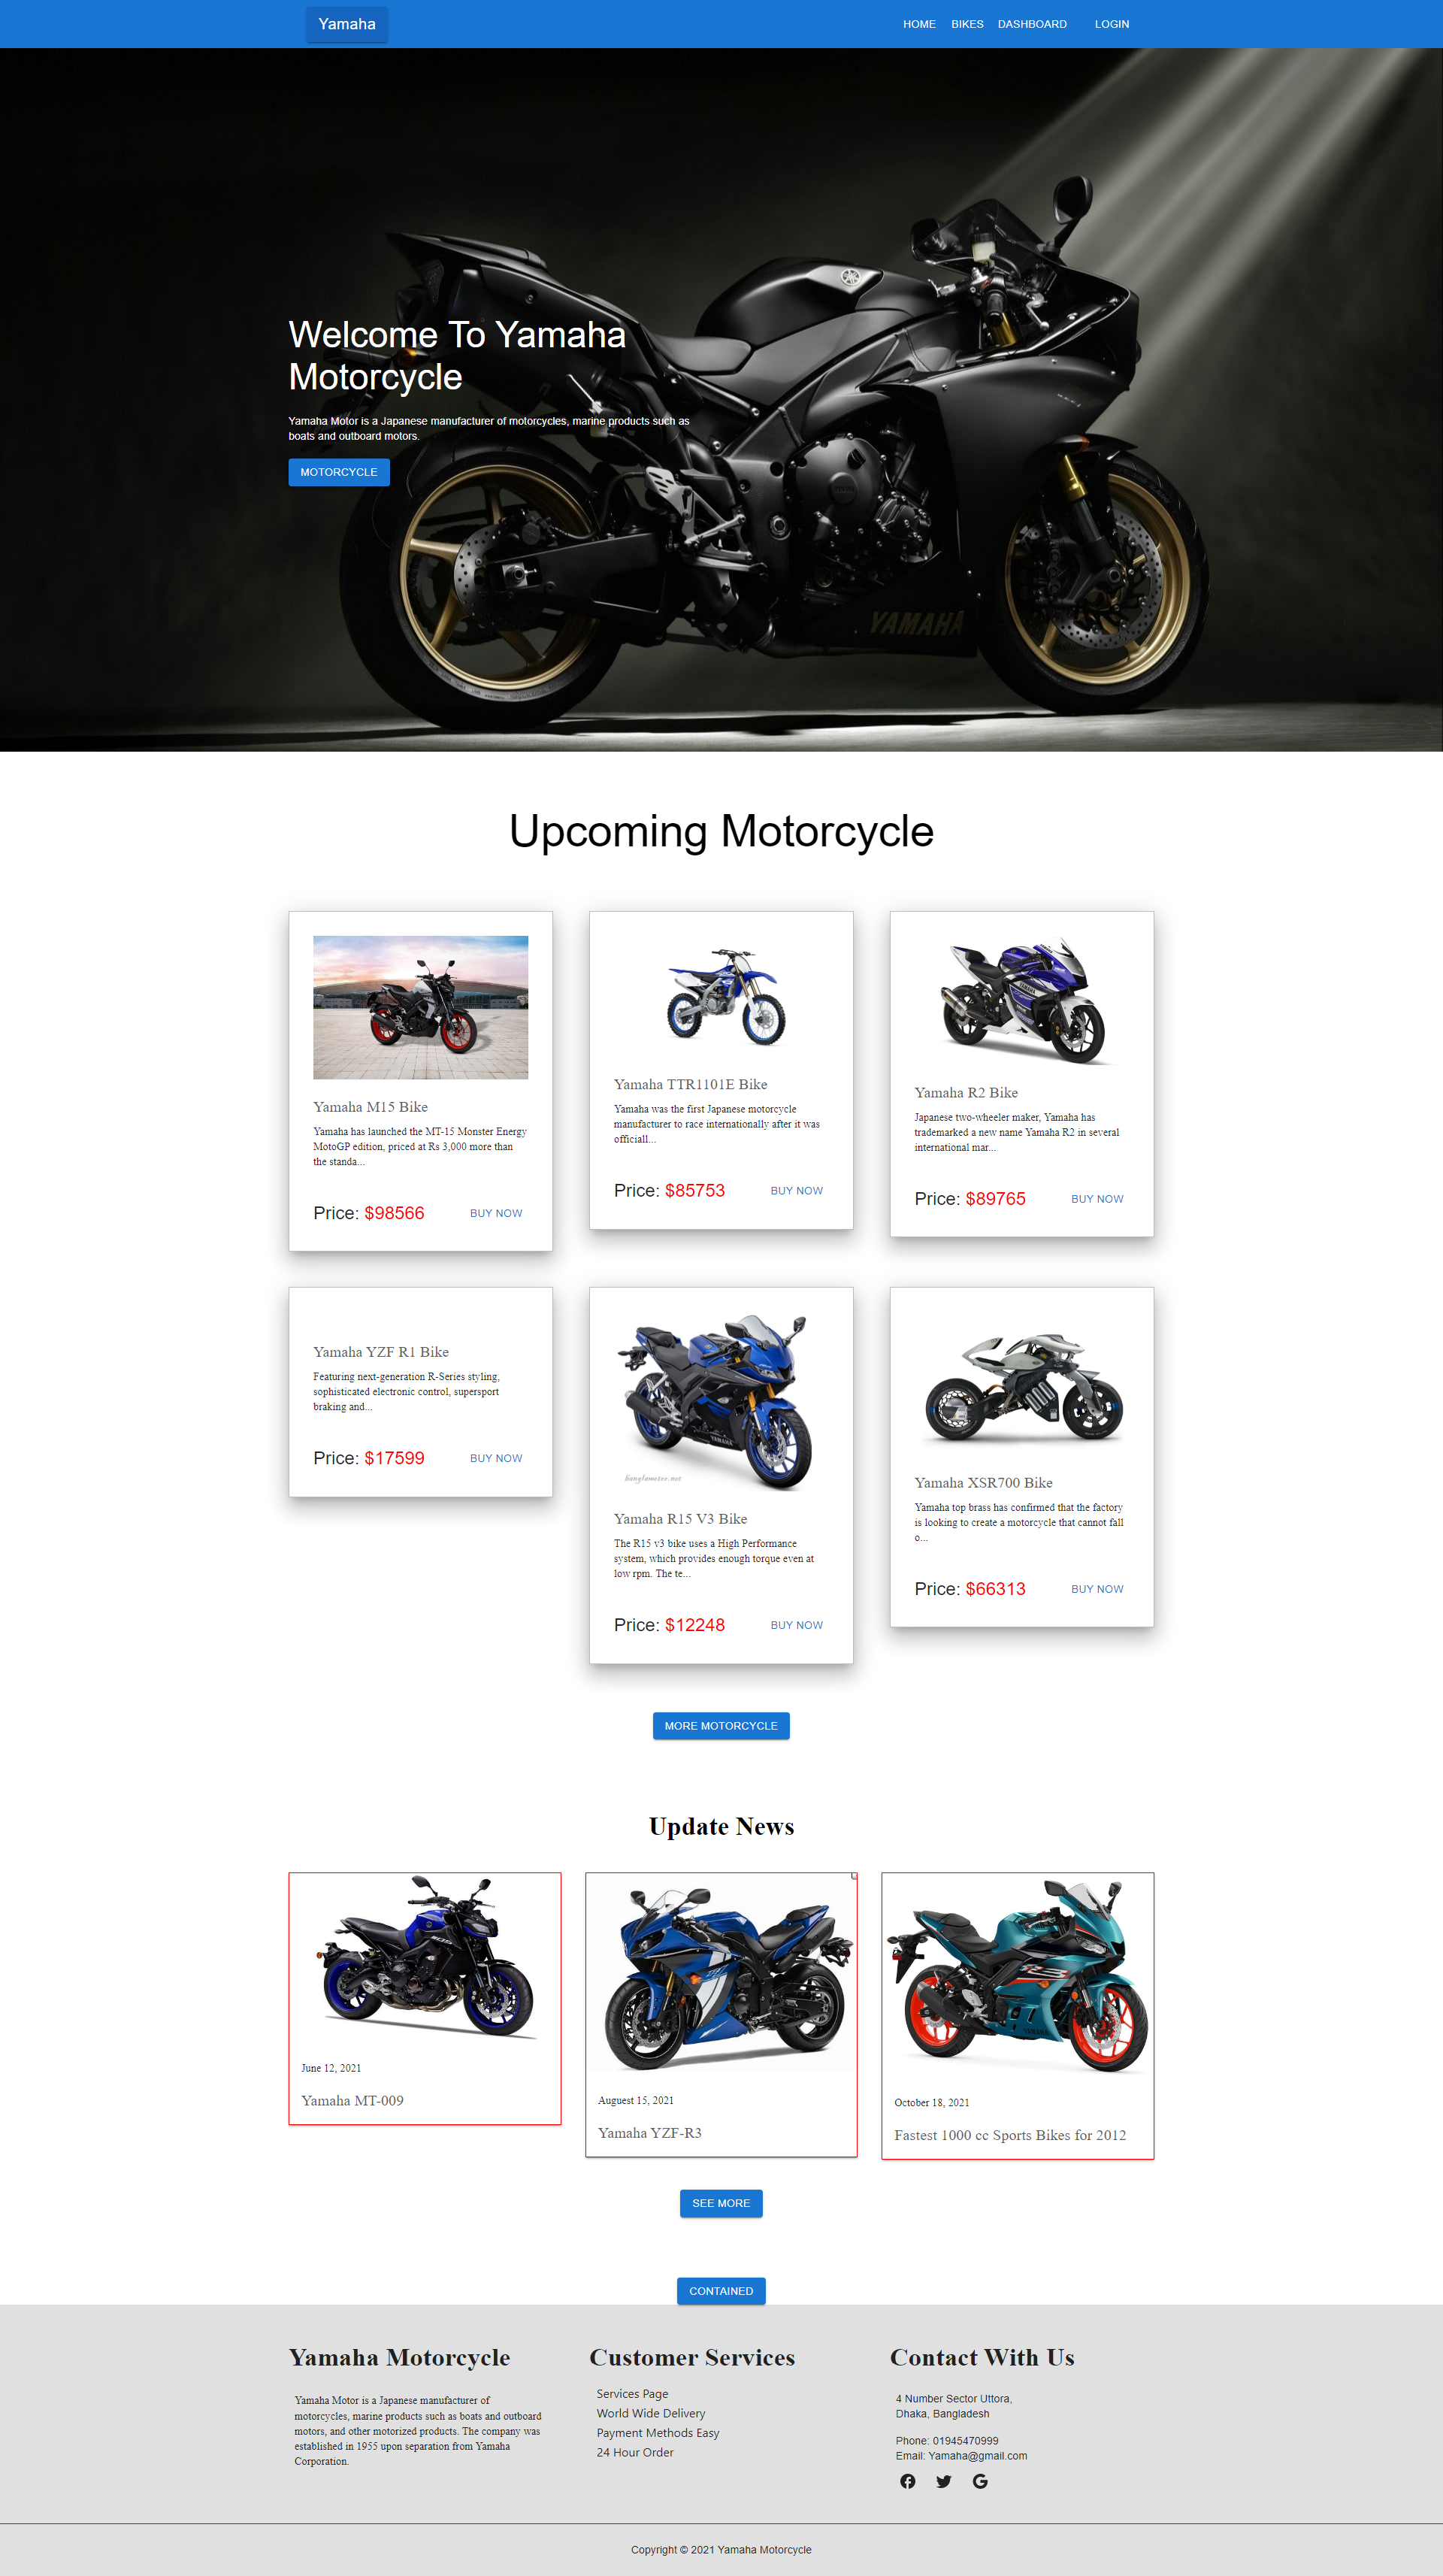 Yamaha
HOME BIKES DASHBOARD LOGIN
Welcome To Yamaha
Motorcycle
Yamaha Motor is a Japanese manufacturer of motorcycles, marine products such as
boats and outboard motors.
MOTORCYCLE
YAMAHA
Upcoming Motorcycle
Yamaha M15 Bike
Yamaha has launched the MT-15 Monster Energy
MotoGP edition, priced at Rs 3,000 more than
the standa...
Price: $98566
BUY NOW
Yamaha TTR1101E Bike
Yamaha was the first Japanese motorcycle
manufacturer to race internationally after it was
officiall...
Price: $85753
BUY NOW
Yamaha R2 Bike
Japanese two-wheeler maker, Yamaha has
trademarked a new name Yamaha R2 in several
international mar...
Price: $89765
BUY NOW
Yamaha YZF R1 Bike
Featuring next-generation R-Series styling,
sophisticated electronic control, supersport
braking and...
Price: $17599
BUY NOW
YAMAHA
banglamotor.net
Yamaha R15 V3 Bike
The R15 v3 bike uses a High Performance
system, which provides enough torque even at
low rpm. The te...
Price: $12248
BUY NOW
Yamaha XSR700 Bike
Yamaha top brass has confirmed that the factory
is looking to create a motorcycle that cannot fall
o...
Price: $66313
BUY NOW
MORE MOTORCYCLE
Update News
June 12, 2021
Yamaha MT-009
Auguest 15, 2021
Yamaha YZF-R3
October 18, 2021
Fastest 1000 cc Sports Bikes for 2012
SEE MORE
CONTAINED
Yamaha Motorcycle
Yamaha Motor is a Japanese manufacturer of
motorcycles, marine products such as boats and outboard
motors, and other motorized products. The company was
established in 1955 upon separation from Yamaha
Corporation.
Customer Services
Services Page
World Wide Delivery
Payment Methods Easy
24 Hour Order
Contact With Us
4 Number Sector Uttora,
Dhaka, Bangladesh
Phone: 01945470999
Email: Yamaha@gmail.com
Copyright © 2021 Yamaha Motorcycle